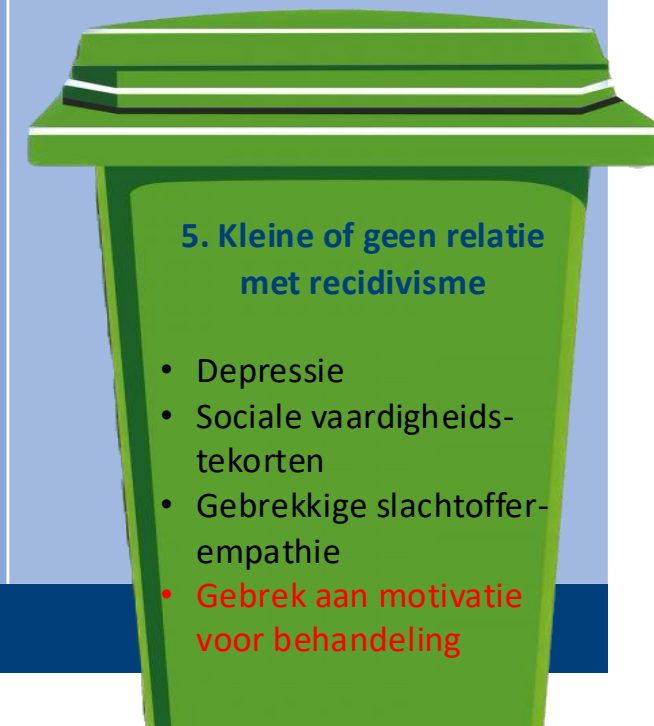 5. Kleine of geen relatie
met recidivisme
• Depressie
• Sociale vaardigheids-
tekorten
• Gebrekkige slachtoffer-
empathie
• Gebrek aan motivatie
voor behandeling